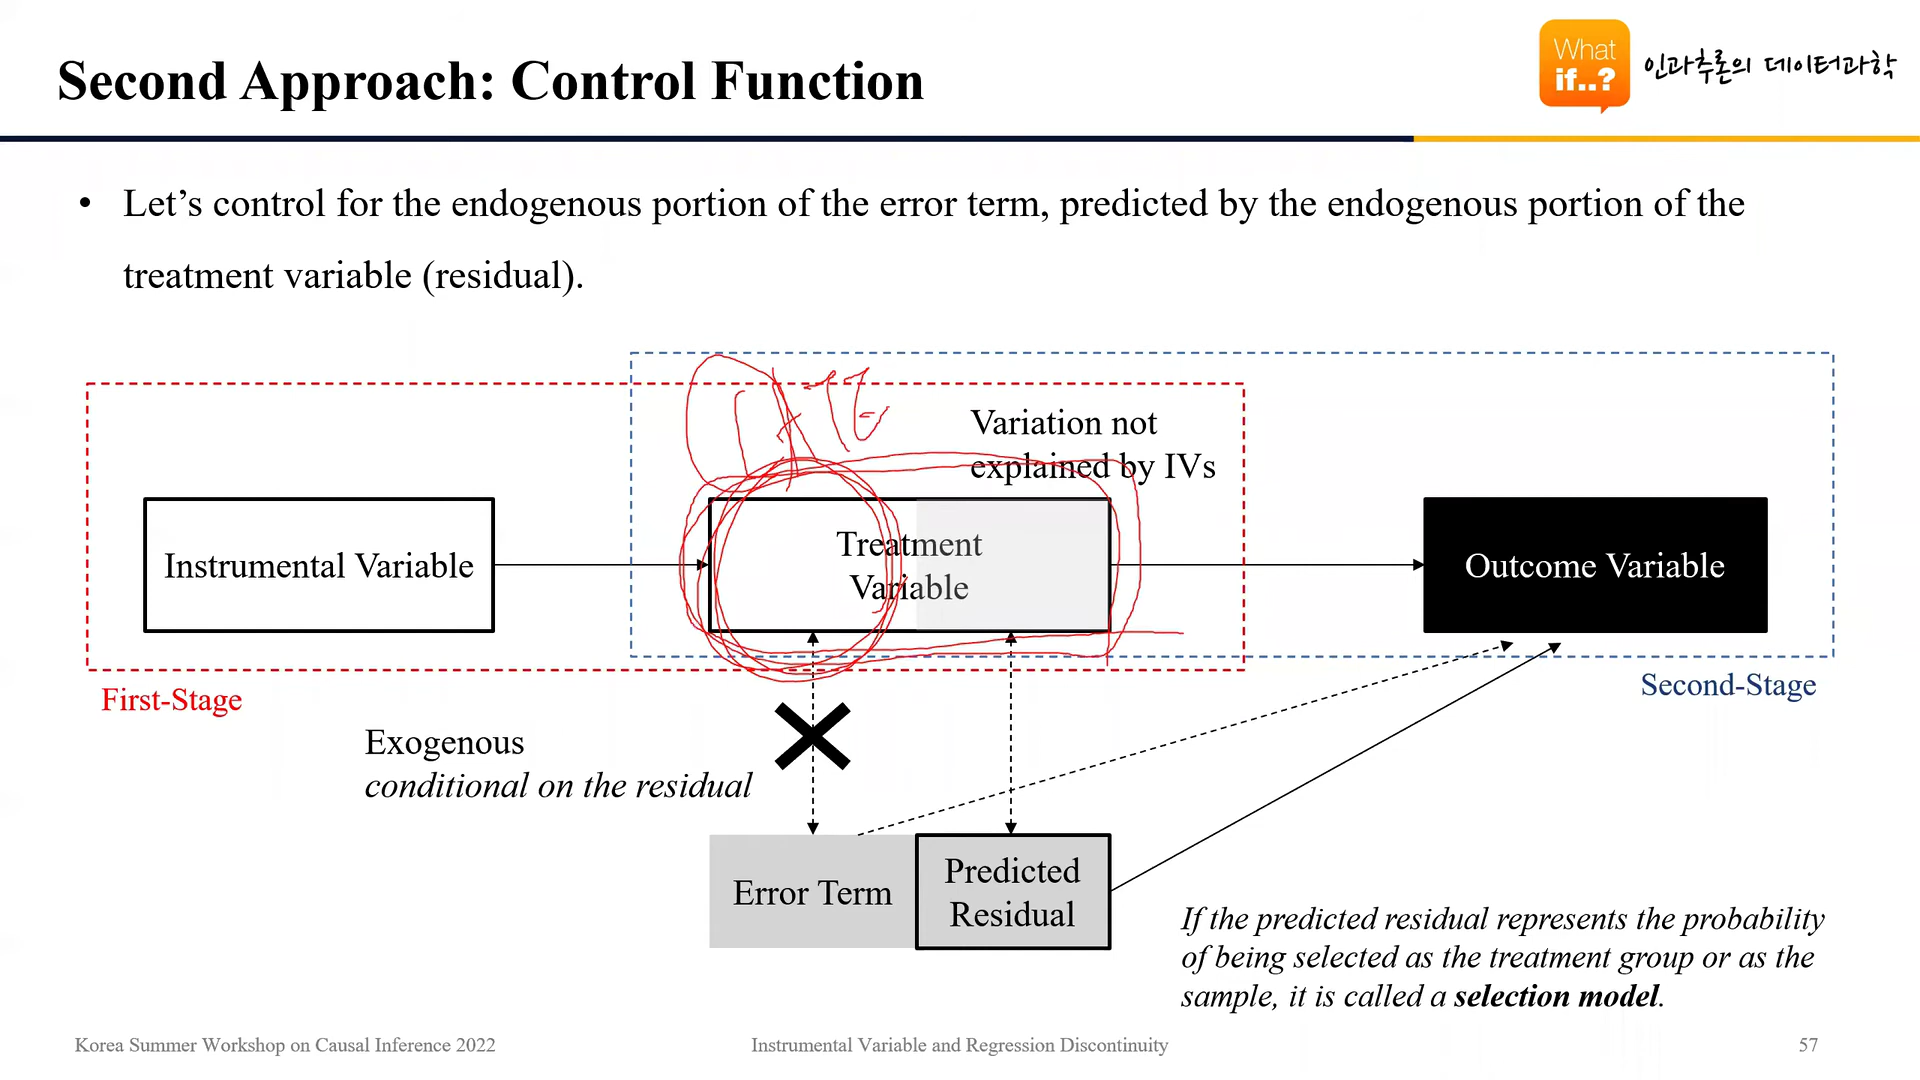 Second Approach: Control Function
What
if..?
인과추론의 데이터과학
• Let’s control for the endogenous portion of the error term, predicted by the endogenous portion of the
treatment variable (residual).
Variation not
explained by IVs
Instrumental Variable
Treatment
Variable
Outcome Variable
First-Stage
Second-Stage
Exogenous
conditional on the residual
Error Term
Predicted
Residual
If the predicted residual represents the probability
of being selected as the treatment group or as the
sample, it is called a selection model.
Korea Summer Workshop on Causal Inference 2022
Instrumental Variable and Regression Discontinuity
57